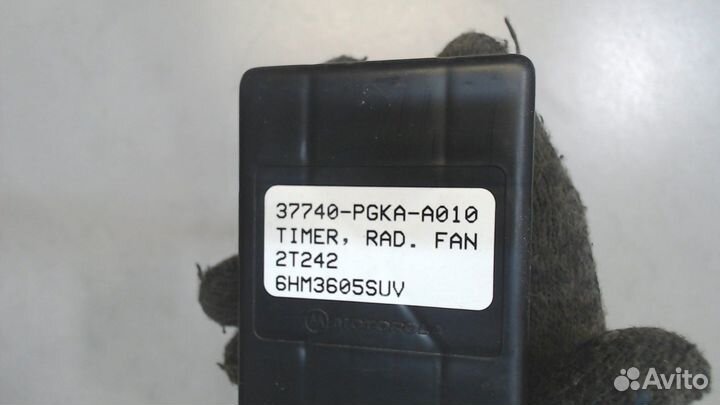 37740-PGKA-A010
TIMER, RAD. FAN
2T242
6HM3605SUV
MOTOROLA
Avito